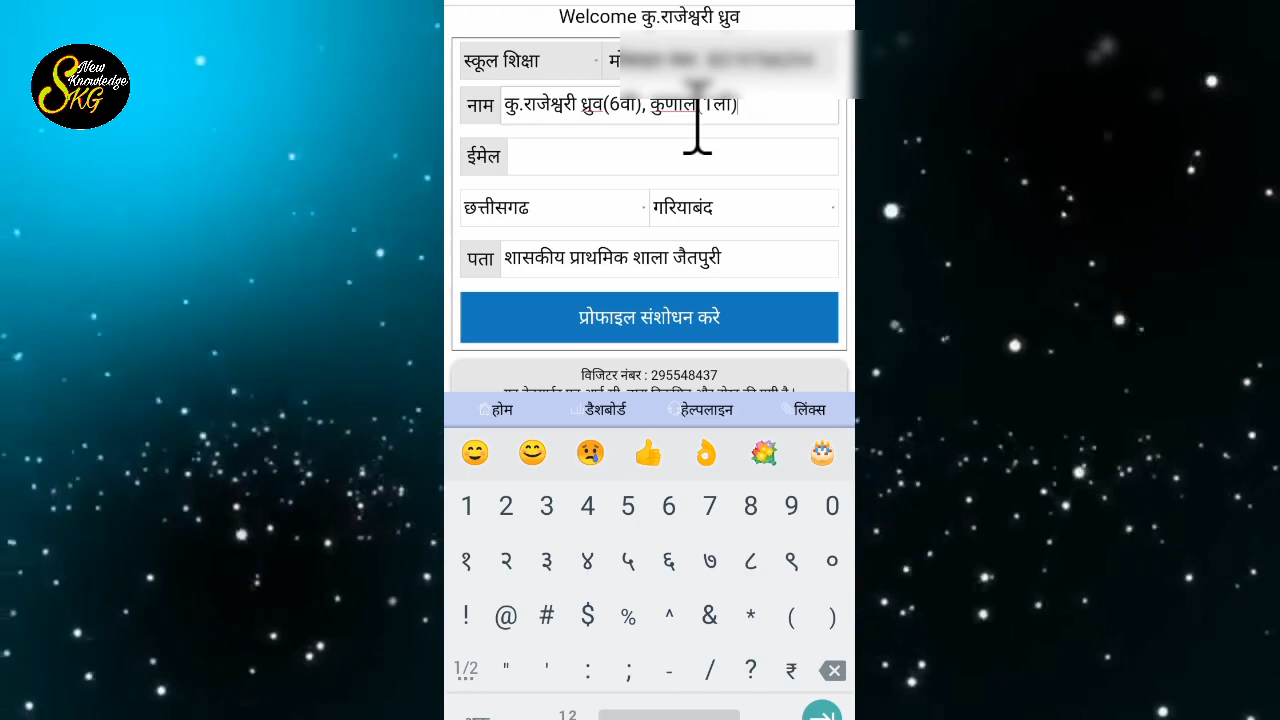 New
Knowledge
SKG
Welcome कु.राजेश्वरी ध्रुव
स्कूल शिक्षा
नाम कु.राजेश्वरी ध्रुव(6वी), कुणाल(1ली)
ईमेल
छत्तीसगढ गरियाबंद
पता शासकीय प्राथमिक शाला जैतपुरी
प्रोफाइल संशोधन करे
विजिटर नंबर : 295548437
होम डैशबोर्ड हेल्पलाइन लिंक्स
1 2 3 4 5 6 7 8 9 0
१ २ ३ ४ ५ ६ ७ ८ ९ ०
! @ # $ % ^ & * ( )
1/2 " ' : ; - / ? ₹
12